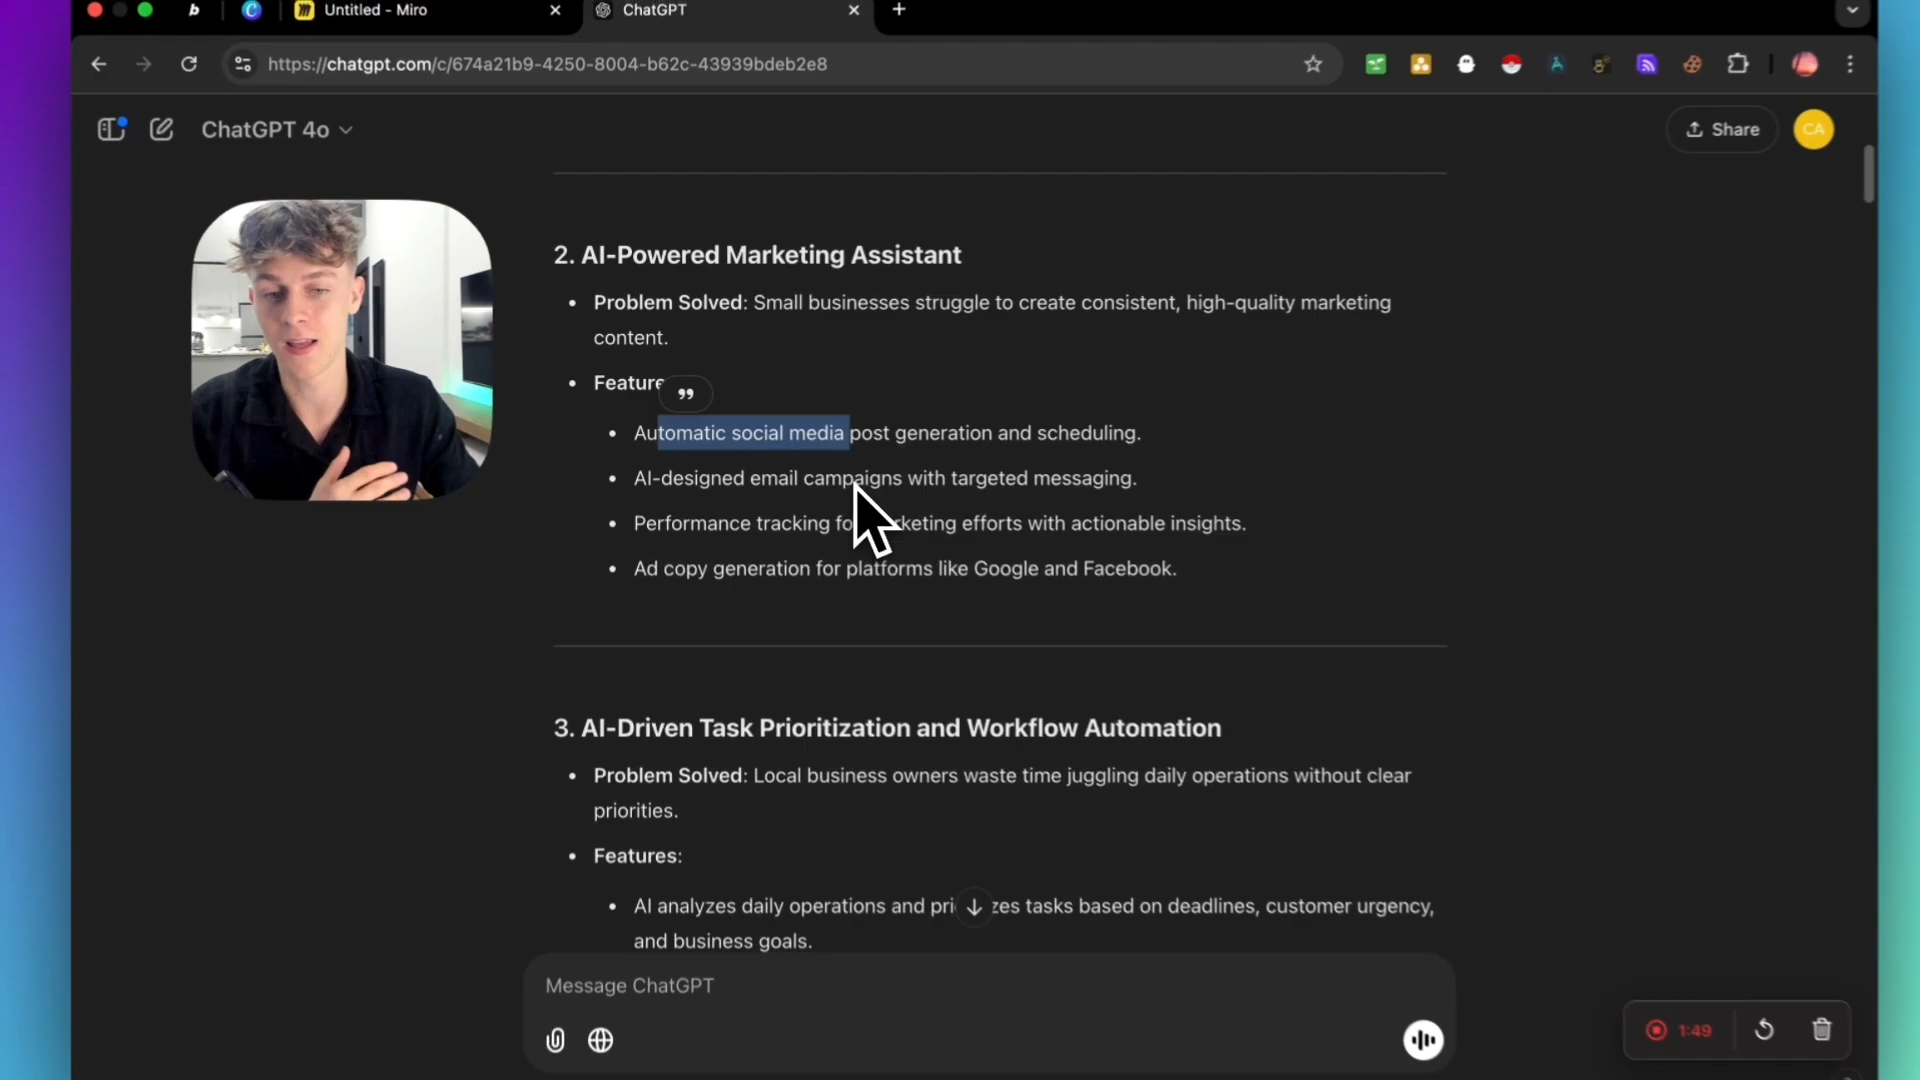 Untitled - Miro
ChatGPT
https://chatgpt.com/c/674a21b9-4250-8004-b62c-43939bdeb2e8
ChatGPT 4o
Share
CA
2. AI-Powered Marketing Assistant
Problem Solved: Small businesses struggle to create consistent, high-quality marketing
content.
Feature
Automatic social media post generation and scheduling.
AI-designed email campaigns with targeted messaging.
Performance tracking fo rketing efforts with actionable insights.
Ad copy generation for platforms like Google and Facebook.
3. AI-Driven Task Prioritization and Workflow Automation
Problem Solved: Local business owners waste time juggling daily operations without clear
priorities.
Features:
AI analyzes daily operations and pri zes tasks based on deadlines, customer urgency,
and business goals.
Message ChatGPT
1:49